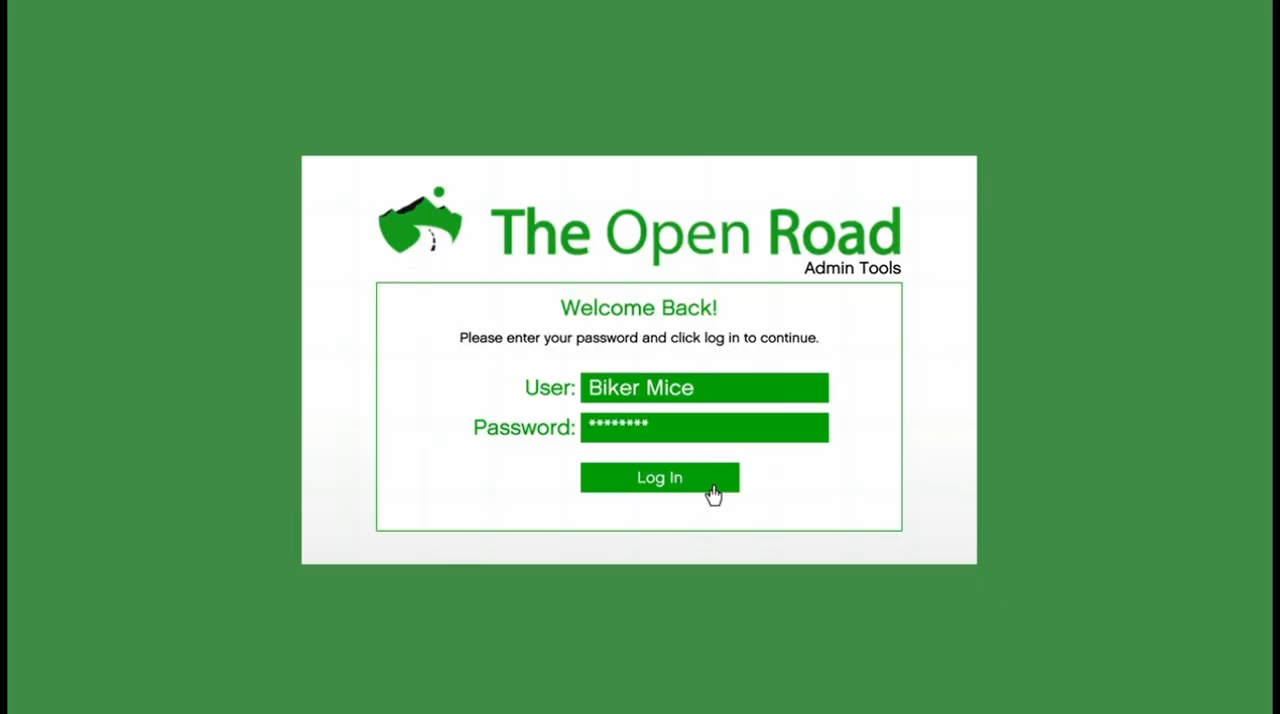 The Open Road
Admin Tools
Welcome Back!
Please enter your password and click log in to continue.
User: Biker Mice
Password: ********
Log In